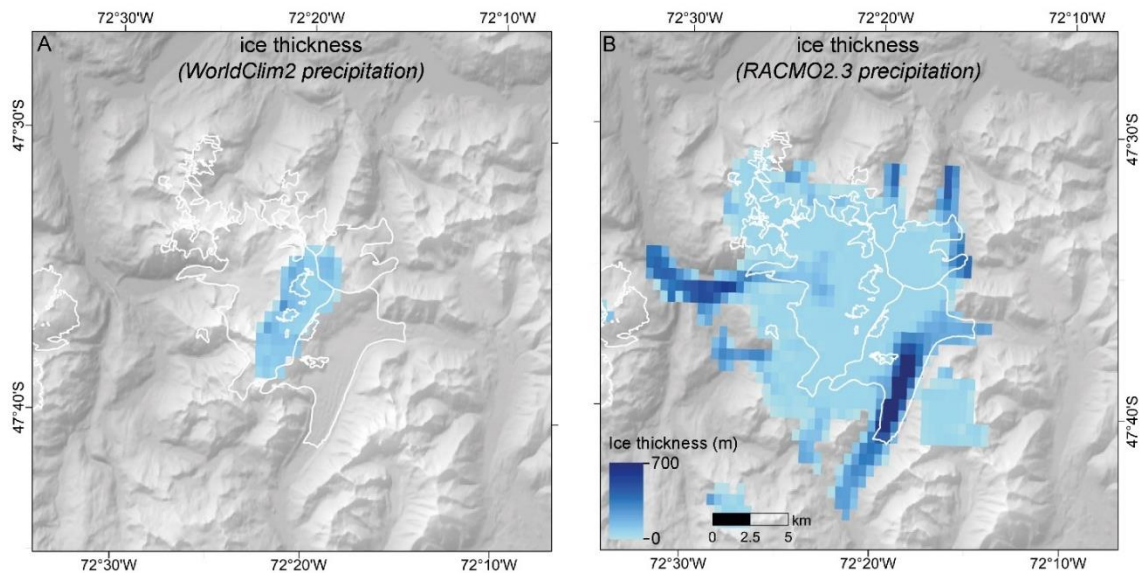 72°30'W 72°20'W 72°10'W
A
ice thickness
(WorldClim2 precipitation)
47°30'S
47°40'S
72°30'W 72°20'W 72°10'W
72°30'W 72°20'W 72°10'W
B
ice thickness
(RACMO2.3 precipitation)
47°30'S
47°40'S
Ice thickness (m)
700
0
km
0 2.5 5
72°30'W 72°20'W 72°10'W